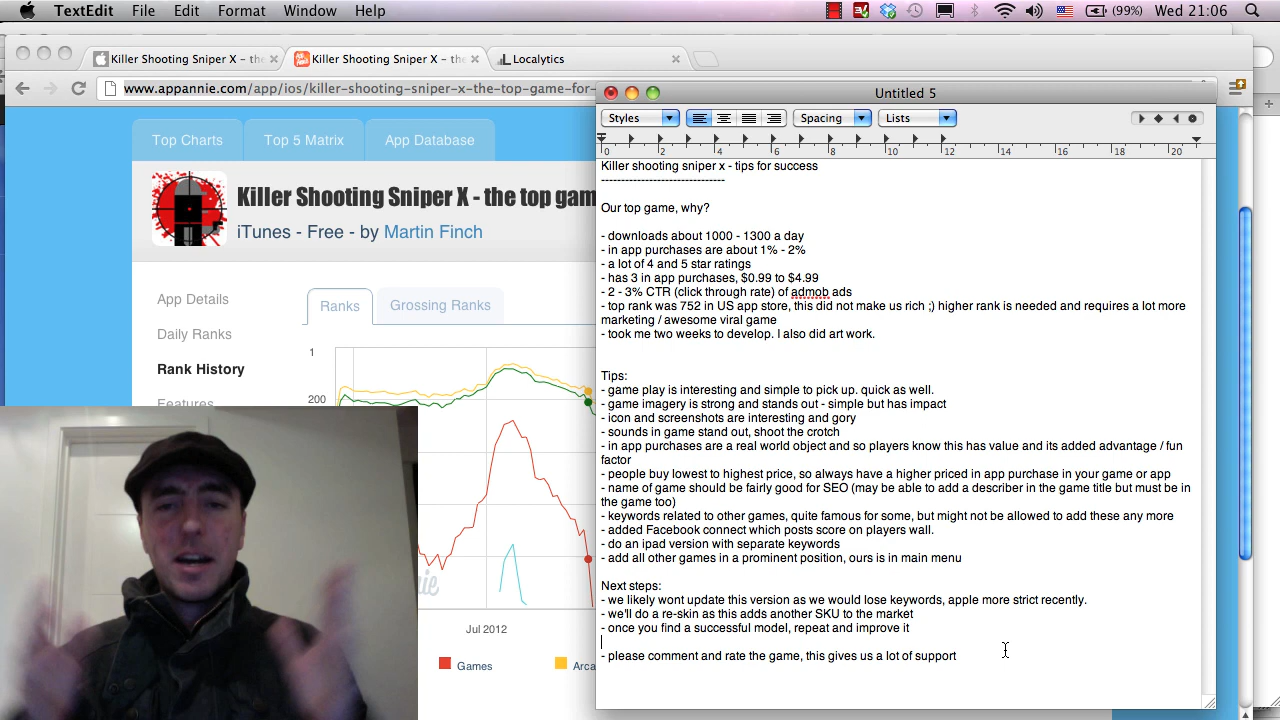 TextEdit File Edit Format Window Help (99%) Wed 21:06
Killer Shooting Sniper X – the
Killer Shooting Sniper X – the
Localytics
www.appannie.com/app/ios/killer-shooting-sniper-x-the-top-game-for-
Untitled 5
Styles Spacing Lists
0 2 4 6 8 10 12 14 16 18 20
Top Charts Top 5 Matrix App Database
Killer Shooting Sniper X - the top gam
iTunes - Free - by Martin Finch
App Details
Daily Ranks
Rank History
Features
Ranks Grossing Ranks
1
200
Jul 2012
Games
Arca
Killer shooting sniper x - tips for success
-------------------------------
Our top game, why?
- downloads about 1000 - 1300 a day
- in app purchases are about 1% - 2%
- a lot of 4 and 5 star ratings
- has 3 in app purchases, $0.99 to $4.99
- 2 - 3% CTR (click through rate) of admob ads
- top rank was 752 in US app store, this did not make us rich ;) higher rank is needed and requires a lot more
marketing / awesome viral game
- took me two weeks to develop. I also did art work.
Tips:
- game play is interesting and simple to pick up. quick as well.
- game imagery is strong and stands out - simple but has impact
- icon and screenshots are interesting and gory
- sounds in game stand out, shoot the crotch
- in app purchases are a real world object and so players know this has value and its added advantage / fun
factor
- people buy lowest to highest price, so always have a higher priced in app purchase in your game or app
- name of game should be fairly good for SEO (may be able to add a describer in the game title but must be in
the game too)
- keywords related to other games, quite famous for some, but might not be allowed to add these any more
- added Facebook connect which posts score on players wall.
- do an ipad version with separate keywords
- add all other games in a prominent position, ours is in main menu
Next steps:
- we likely wont update this version as we would lose keywords, apple more strict recently.
- we'll do a re-skin as this adds another SKU to the market
- once you find a successful model, repeat and improve it
- please comment and rate the game, this gives us a lot of support